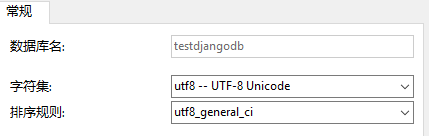 常规
数据库名: testdjangodb
字符集: utf8 -- UTF-8 Unicode
排序规则: utf8_general_ci